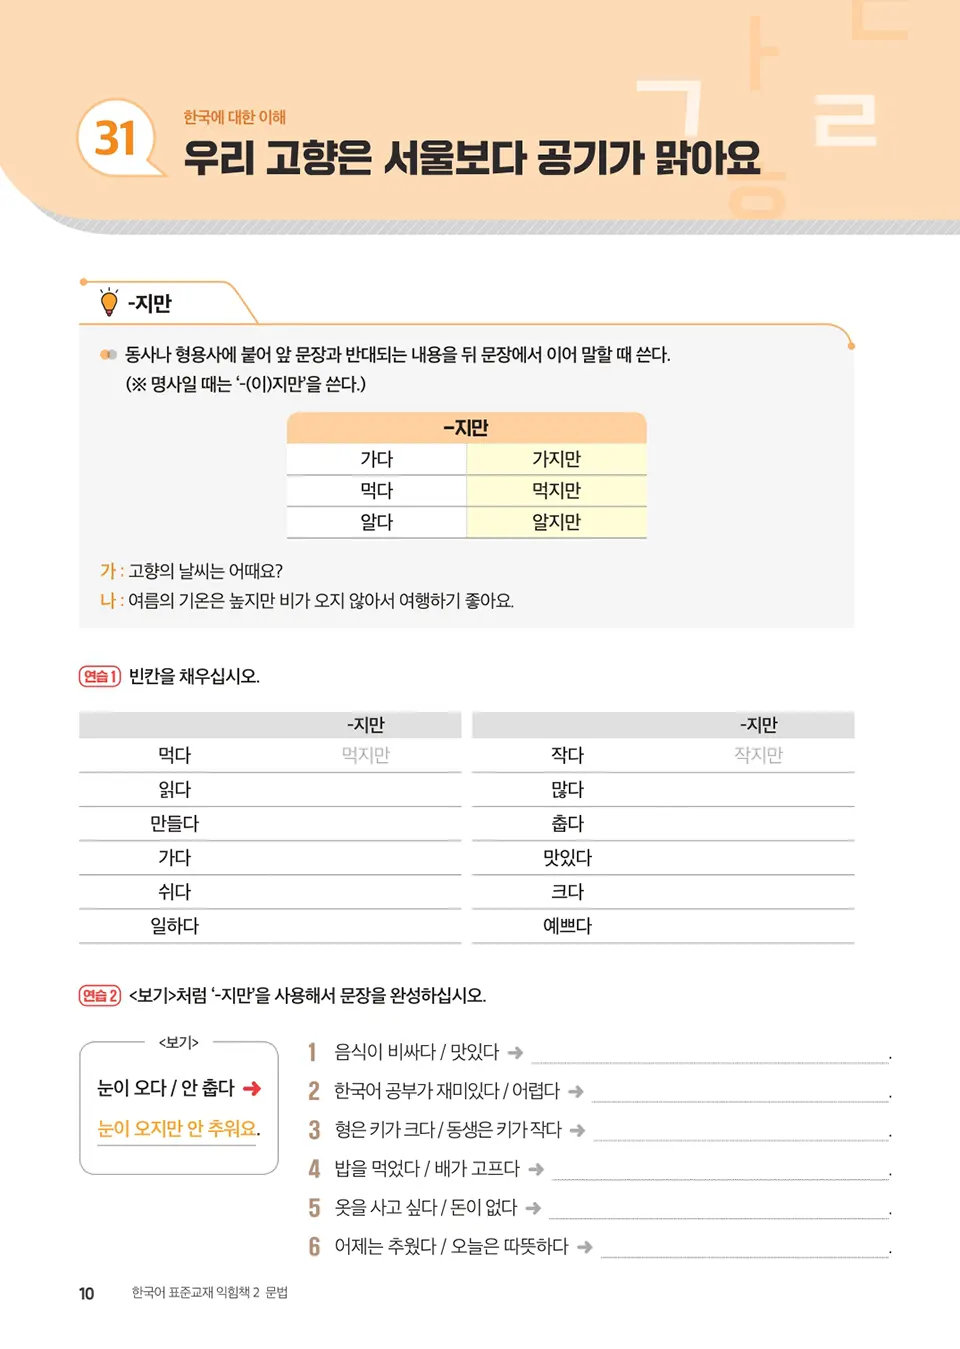 31
한국에 대한 이해
우리 고향은 서울보다 공기가 맑아요
ㄱ ㅏ ㄷ ㄹ ㅎ
-지만
동사나 형용사에 붙어 앞 문장과 반대되는 내용을 뒤 문장에서 이어 말할 때 쓴다.
(※ 명사일 때는 ‘-(이)지만’을 쓴다.)
-지만
가다 가지만
먹다 먹지만
알다 알지만
가 : 고향의 날씨는 어때요?
나 : 여름의 기온은 높지만 비가 오지 않아서 여행하기 좋아요.
연습 1 빈칸을 채우십시오.
-지만 -지만
먹다 먹지만 작다 작지만
읽다 많다
만들다 춥다
가다 맛있다
쉬다 크다
일하다 예쁘다
연습 2 <보기>처럼 ‘-지만’을 사용해서 문장을 완성하십시오.
<보기>
눈이 오다 / 안 춥다 ➜
눈이 오지만 안 추워요.
1 음식이 비싸다 / 맛있다 ➜ .
2 한국어 공부가 재미있다 / 어렵다 ➜ .
3 형은 키가 크다 / 동생은 키가 작다 ➜ .
4 밥을 먹었다 / 배가 고프다 ➜ .
5 옷을 사고 싶다 / 돈이 없다 ➜ .
6 어제는 추웠다 / 오늘은 따뜻하다 ➜ .
10 한국어 표준교재 익힘책 2 문법